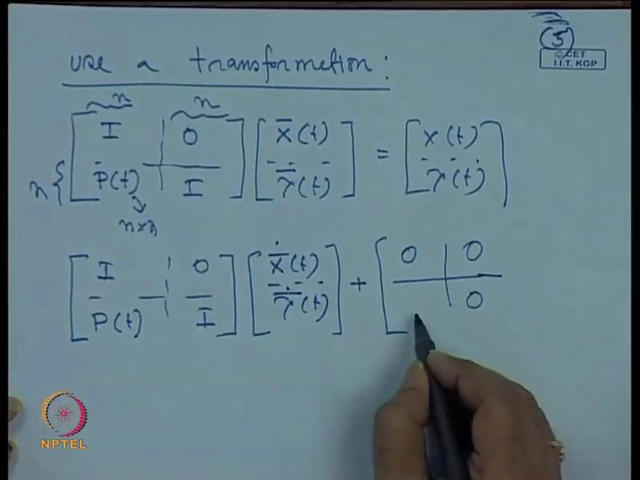 (5)
©CET
I.I.T. KGP
use a transformation:
n n
n { [ I | 0 ; P(t) | I ] [ x̄(t) ; λ̄(t) ] = [ x(t) ; λ(t) ]
n×n
[ I | 0 ; P(t) | I ] [ ẋ̄(t) ; λ̄̇(t) ] + [ 0 | 0 ; | 0
NPTEL